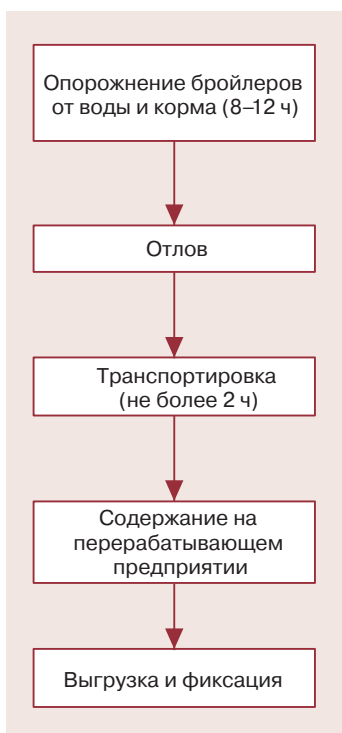 Опорожнение бройлеров
от воды и корма (8–12 ч)
Отлов
Транспортировка
(не более 2 ч)
Содержание на
перерабатывающем
предприятии
Выгрузка и фиксация